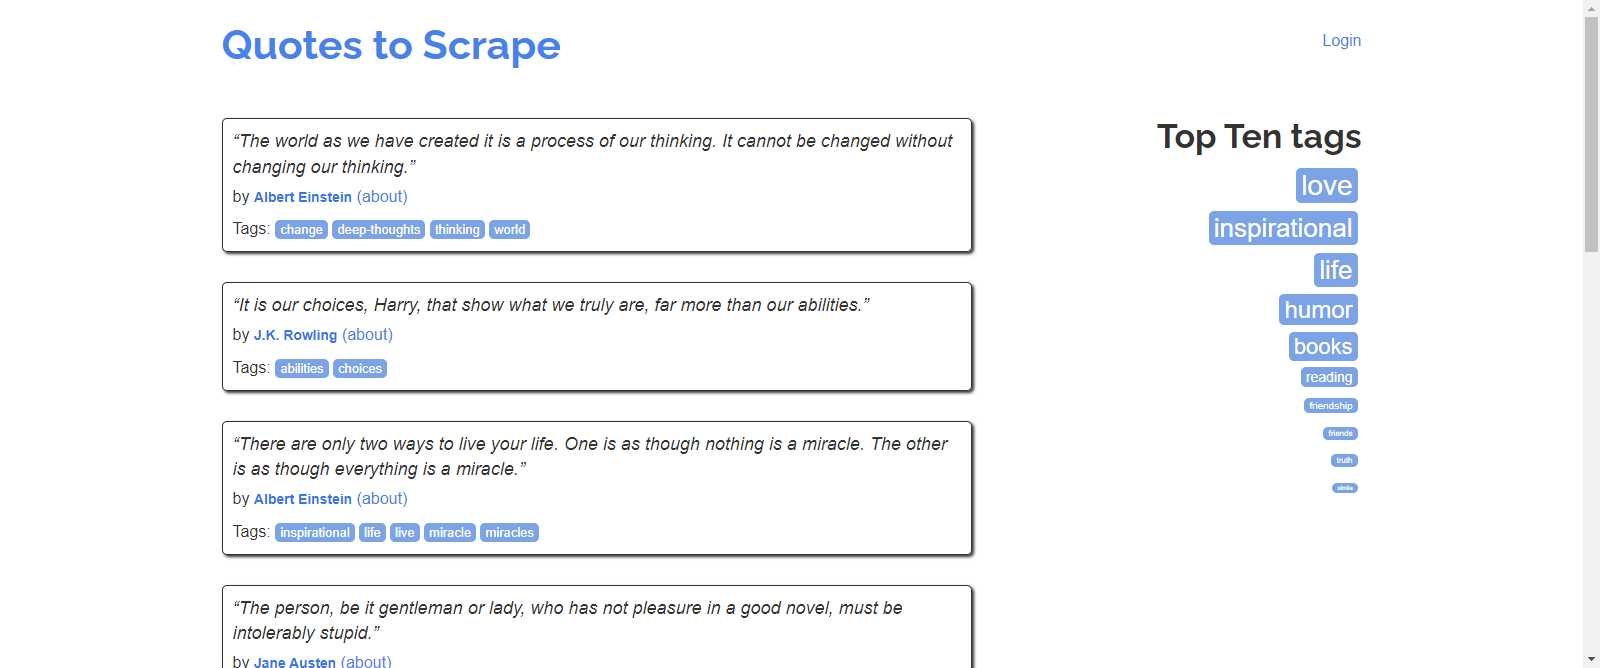 Quotes to Scrape
Login
“The world as we have created it is a process of our thinking. It cannot be changed without
changing our thinking.”
by Albert Einstein (about)
Tags: change deep-thoughts thinking world
“It is our choices, Harry, that show what we truly are, far more than our abilities.”
by J.K. Rowling (about)
Tags: abilities choices
“There are only two ways to live your life. One is as though nothing is a miracle. The other
is as though everything is a miracle.”
by Albert Einstein (about)
Tags: inspirational life live miracle miracles
“The person, be it gentleman or lady, who has not pleasure in a good novel, must be
intolerably stupid.”
by Jane Austen (about)
Top Ten tags
love
inspirational
life
humor
books
reading
friendship
friends
truth
simile